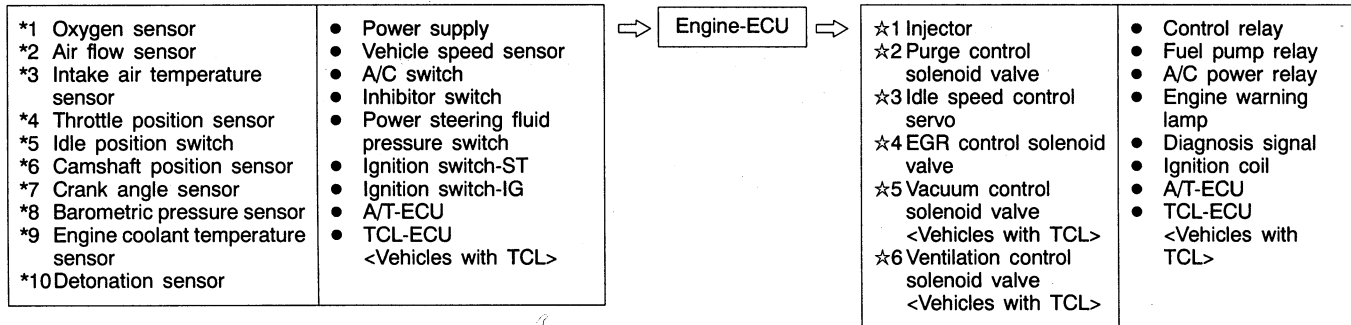 *1 Oxygen sensor
*2 Air flow sensor
*3 Intake air temperature
sensor
*4 Throttle position sensor
*5 Idle position switch
*6 Camshaft position sensor
*7 Crank angle sensor
*8 Barometric pressure sensor
*9 Engine coolant temperature
sensor
*10 Detonation sensor
● Power supply
● Vehicle speed sensor
● A/C switch
● Inhibitor switch
● Power steering fluid
pressure switch
● Ignition switch-ST
● Ignition switch-IG
● A/T-ECU
● TCL-ECU
<Vehicles with TCL>
⇨ Engine-ECU ⇨
☆1 Injector
☆2 Purge control
solenoid valve
☆3 Idle speed control
servo
☆4 EGR control solenoid
valve
☆5 Vacuum control
solenoid valve
<Vehicles with TCL>
☆6 Ventilation control
solenoid valve
<Vehicles with TCL>
● Control relay
● Fuel pump relay
● A/C power relay
● Engine warning
lamp
● Diagnosis signal
● Ignition coil
● A/T-ECU
● TCL-ECU
<Vehicles with
TCL>